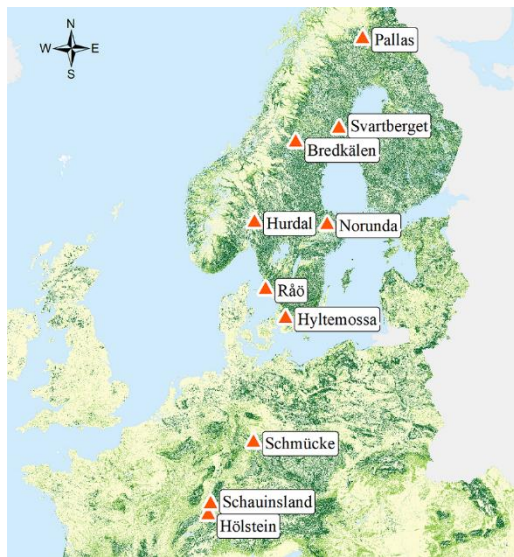 N
W E
S
Pallas
Svartberget
Bredkälen
Hurdal
Norunda
Råö
Hyltemossa
Schmücke
Schauinsland
Hölstein